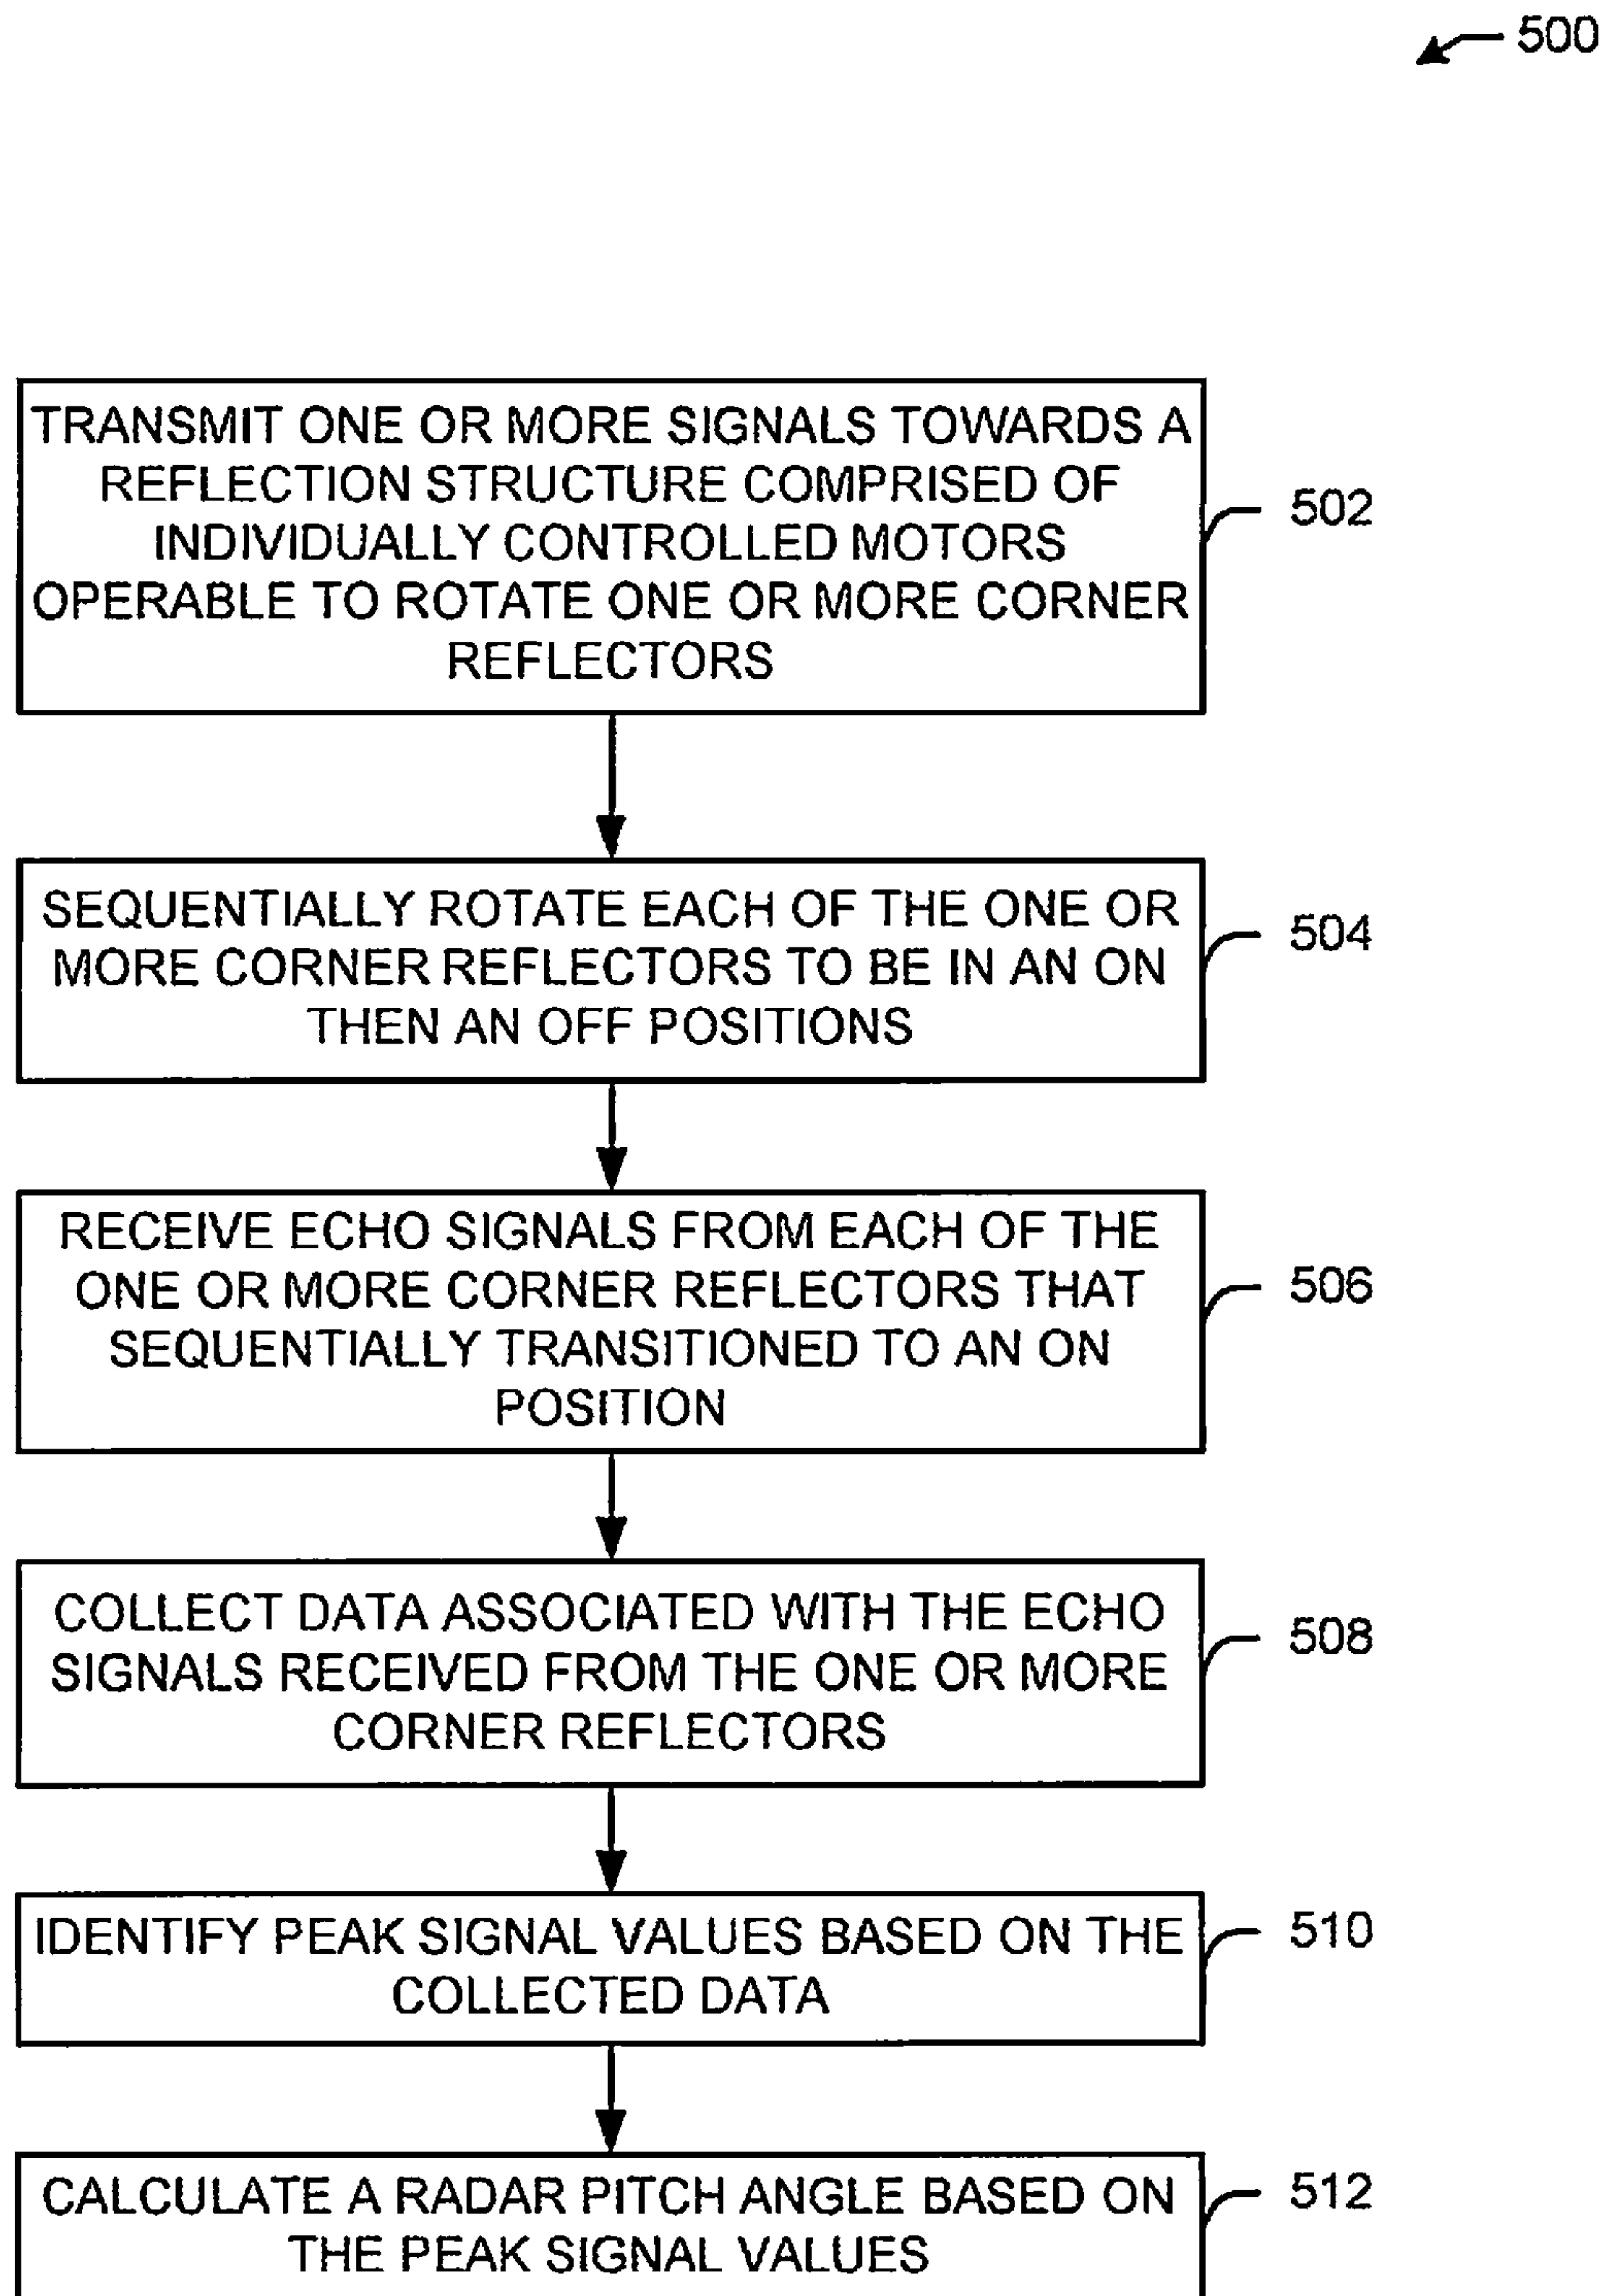 500
TRANSMIT ONE OR MORE SIGNALS TOWARDS A
REFLECTION STRUCTURE COMPRISED OF
INDIVIDUALLY CONTROLLED MOTORS
OPERABLE TO ROTATE ONE OR MORE CORNER
REFLECTORS
502
SEQUENTIALLY ROTATE EACH OF THE ONE OR
MORE CORNER REFLECTORS TO BE IN AN ON
THEN AN OFF POSITIONS
504
RECEIVE ECHO SIGNALS FROM EACH OF THE
ONE OR MORE CORNER REFLECTORS THAT
SEQUENTIALLY TRANSITIONED TO AN ON
POSITION
506
COLLECT DATA ASSOCIATED WITH THE ECHO
SIGNALS RECEIVED FROM THE ONE OR MORE
CORNER REFLECTORS
508
IDENTIFY PEAK SIGNAL VALUES BASED ON THE
COLLECTED DATA
510
CALCULATE A RADAR PITCH ANGLE BASED ON
THE PEAK SIGNAL VALUES
512